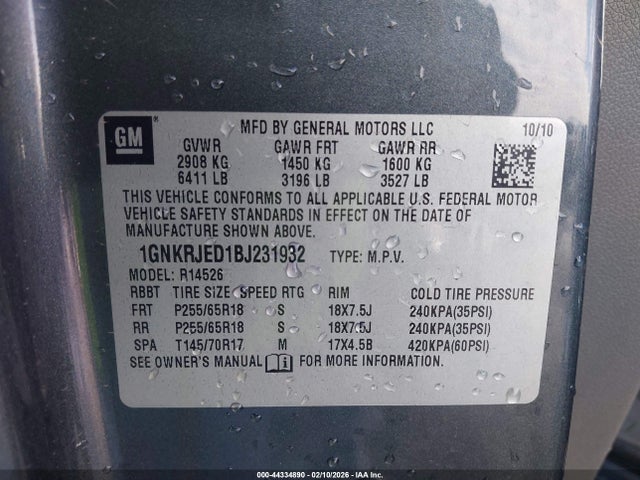 GM
MFD BY GENERAL MOTORS LLC 10/10
GVWR GAWR FRT GAWR RR
2908 KG 1450 KG 1600 KG
6411 LB 3196 LB 3527 LB
THIS VEHICLE CONFORMS TO ALL APPLICABLE U.S. FEDERAL MOTOR
VEHICLE SAFETY STANDARDS IN EFFECT ON THE DATE OF
MANUFACTURE SHOWN ABOVE.
1GNKRJED1BJ231932 TYPE: M.P.V.
MODEL: R14526
RBBT TIRE SIZE SPEED RTG RIM COLD TIRE PRESSURE
FRT P255/65R18 S 18X7.5J 240KPA(35PSI)
RR P255/65R18 S 18X7.5J 240KPA(35PSI)
SPA T145/70R17 M 17X4.5B 420KPA(60PSI)
SEE OWNER'S MANUAL FOR MORE INFORMATION.
000-44334890 - 02/10/2026 - IAA Inc.